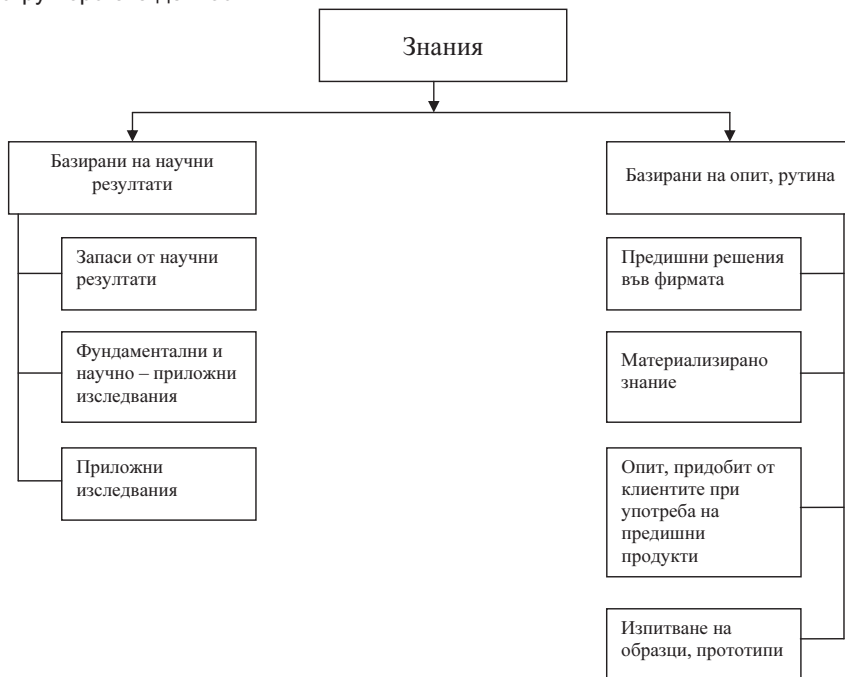 Знания
Базирани на научни
резултати
Запаси от научни
резултати
Фундаментални и
научно – приложни
изследвания
Приложни
изследвания
Базирани на опит, рутина
Предишни решения
във фирмата
Материализирано
знание
Опит, придобит от
клиентите при
употреба на
предишни
продукти
Изпитване на
образци, прототипи